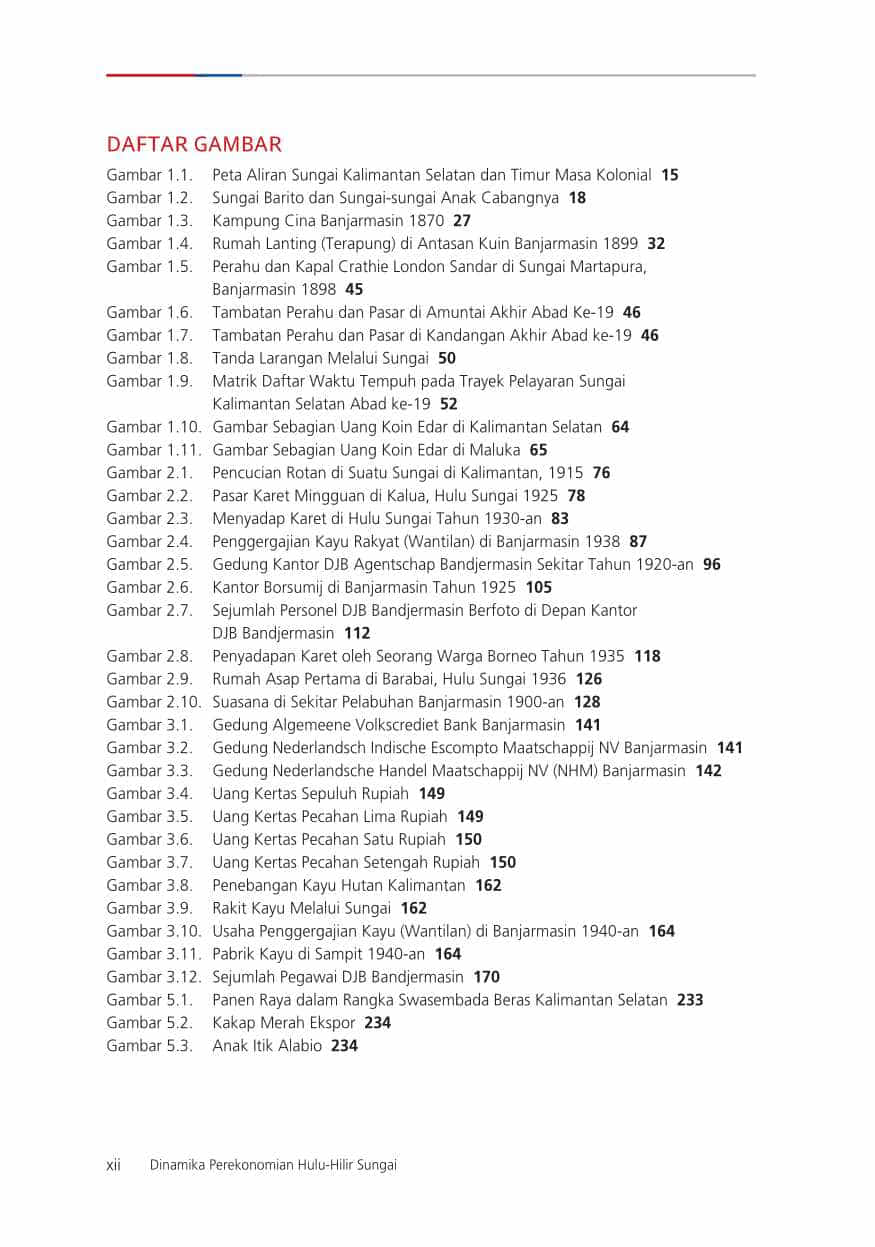 DAFTAR GAMBAR
Gambar 1.1. Peta Aliran Sungai Kalimantan Selatan dan Timur Masa Kolonial 15
Gambar 1.2. Sungai Barito dan Sungai-sungai Anak Cabangnya 18
Gambar 1.3. Kampung Cina Banjarmasin 1870 27
Gambar 1.4. Rumah Lanting (Terapung) di Antasan Kuin Banjarmasin 1899 32
Gambar 1.5. Perahu dan Kapal Crathie London Sandar di Sungai Martapura,
Banjarmasin 1898 45
Gambar 1.6. Tambatan Perahu dan Pasar di Amuntai Akhir Abad Ke-19 46
Gambar 1.7. Tambatan Perahu dan Pasar di Kandangan Akhir Abad ke-19 46
Gambar 1.8. Tanda Larangan Melalui Sungai 50
Gambar 1.9. Matrik Daftar Waktu Tempuh pada Trayek Pelayaran Sungai
Kalimantan Selatan Abad ke-19 52
Gambar 1.10. Gambar Sebagian Uang Koin Edar di Kalimantan Selatan 64
Gambar 1.11. Gambar Sebagian Uang Koin Edar di Maluka 65
Gambar 2.1. Pencucian Rotan di Suatu Sungai di Kalimantan, 1915 76
Gambar 2.2. Pasar Karet Mingguan di Kalua, Hulu Sungai 1925 78
Gambar 2.3. Menyadap Karet di Hulu Sungai Tahun 1930-an 83
Gambar 2.4. Penggergajian Kayu Rakyat (Wantilan) di Banjarmasin 1938 87
Gambar 2.5. Gedung Kantor DJB Agentschap Bandjermasin Sekitar Tahun 1920-an 96
Gambar 2.6. Kantor Borsumij di Banjarmasin Tahun 1925 105
Gambar 2.7. Sejumlah Personel DJB Bandjermasin Berfoto di Depan Kantor
DJB Bandjermasin 112
Gambar 2.8. Penyadapan Karet oleh Seorang Warga Borneo Tahun 1935 118
Gambar 2.9. Rumah Asap Pertama di Barabai, Hulu Sungai 1936 126
Gambar 2.10. Suasana di Sekitar Pelabuhan Banjarmasin 1900-an 128
Gambar 3.1. Gedung Algemeene Volkscrediet Bank Banjarmasin 141
Gambar 3.2. Gedung Nederlandsch Indische Escompto Maatschappij NV Banjarmasin 141
Gambar 3.3. Gedung Nederlandsche Handel Maatschappij NV (NHM) Banjarmasin 142
Gambar 3.4. Uang Kertas Sepuluh Rupiah 149
Gambar 3.5. Uang Kertas Pecahan Lima Rupiah 149
Gambar 3.6. Uang Kertas Pecahan Satu Rupiah 150
Gambar 3.7. Uang Kertas Pecahan Setengah Rupiah 150
Gambar 3.8. Penebangan Kayu Hutan Kalimantan 162
Gambar 3.9. Rakit Kayu Melalui Sungai 162
Gambar 3.10. Usaha Penggergajian Kayu (Wantilan) di Banjarmasin 1940-an 164
Gambar 3.11. Pabrik Kayu di Sampit 1940-an 164
Gambar 3.12. Sejumlah Pegawai DJB Bandjermasin 170
Gambar 5.1. Panen Raya dalam Rangka Swasembada Beras Kalimantan Selatan 233
Gambar 5.2. Kakap Merah Ekspor 234
Gambar 5.3. Anak Itik Alabio 234
xii Dinamika Perekonomian Hulu-Hilir Sungai